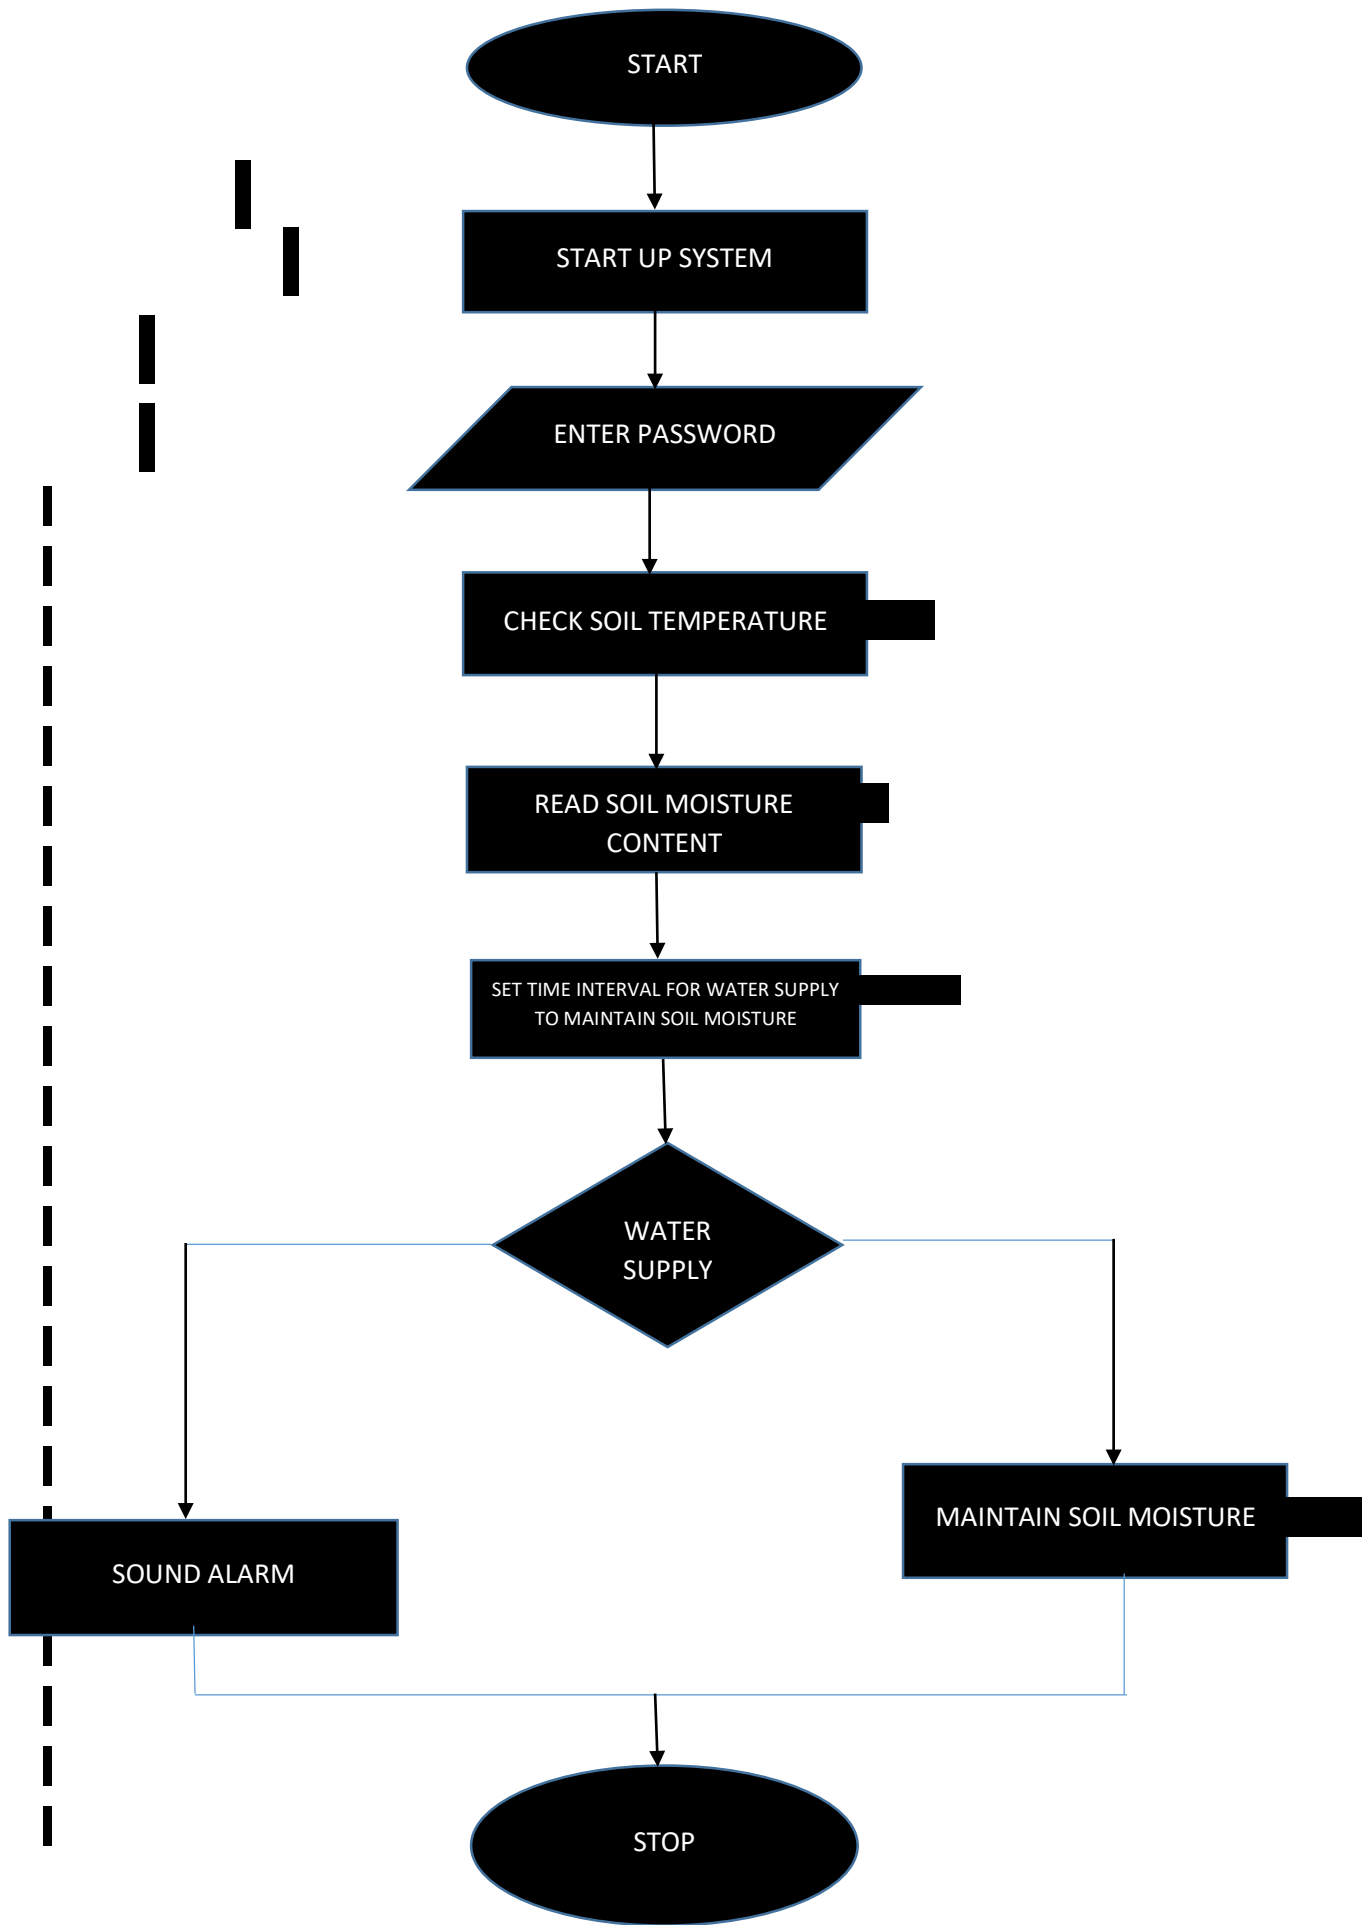 START
START UP SYSTEM
ENTER PASSWORD
CHECK SOIL TEMPERATURE
READ SOIL MOISTURE
CONTENT
SET TIME INTERVAL FOR WATER SUPPLY
TO MAINTAIN SOIL MOISTURE
WATER
SUPPLY
MAINTAIN SOIL MOISTURE
SOUND ALARM
STOP